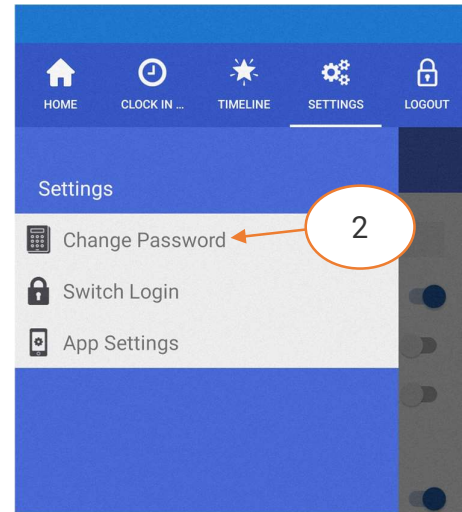 HOME CLOCK IN ... TIMELINE SETTINGS LOGOUT
Settings
Change Password
2
Switch Login
App Settings